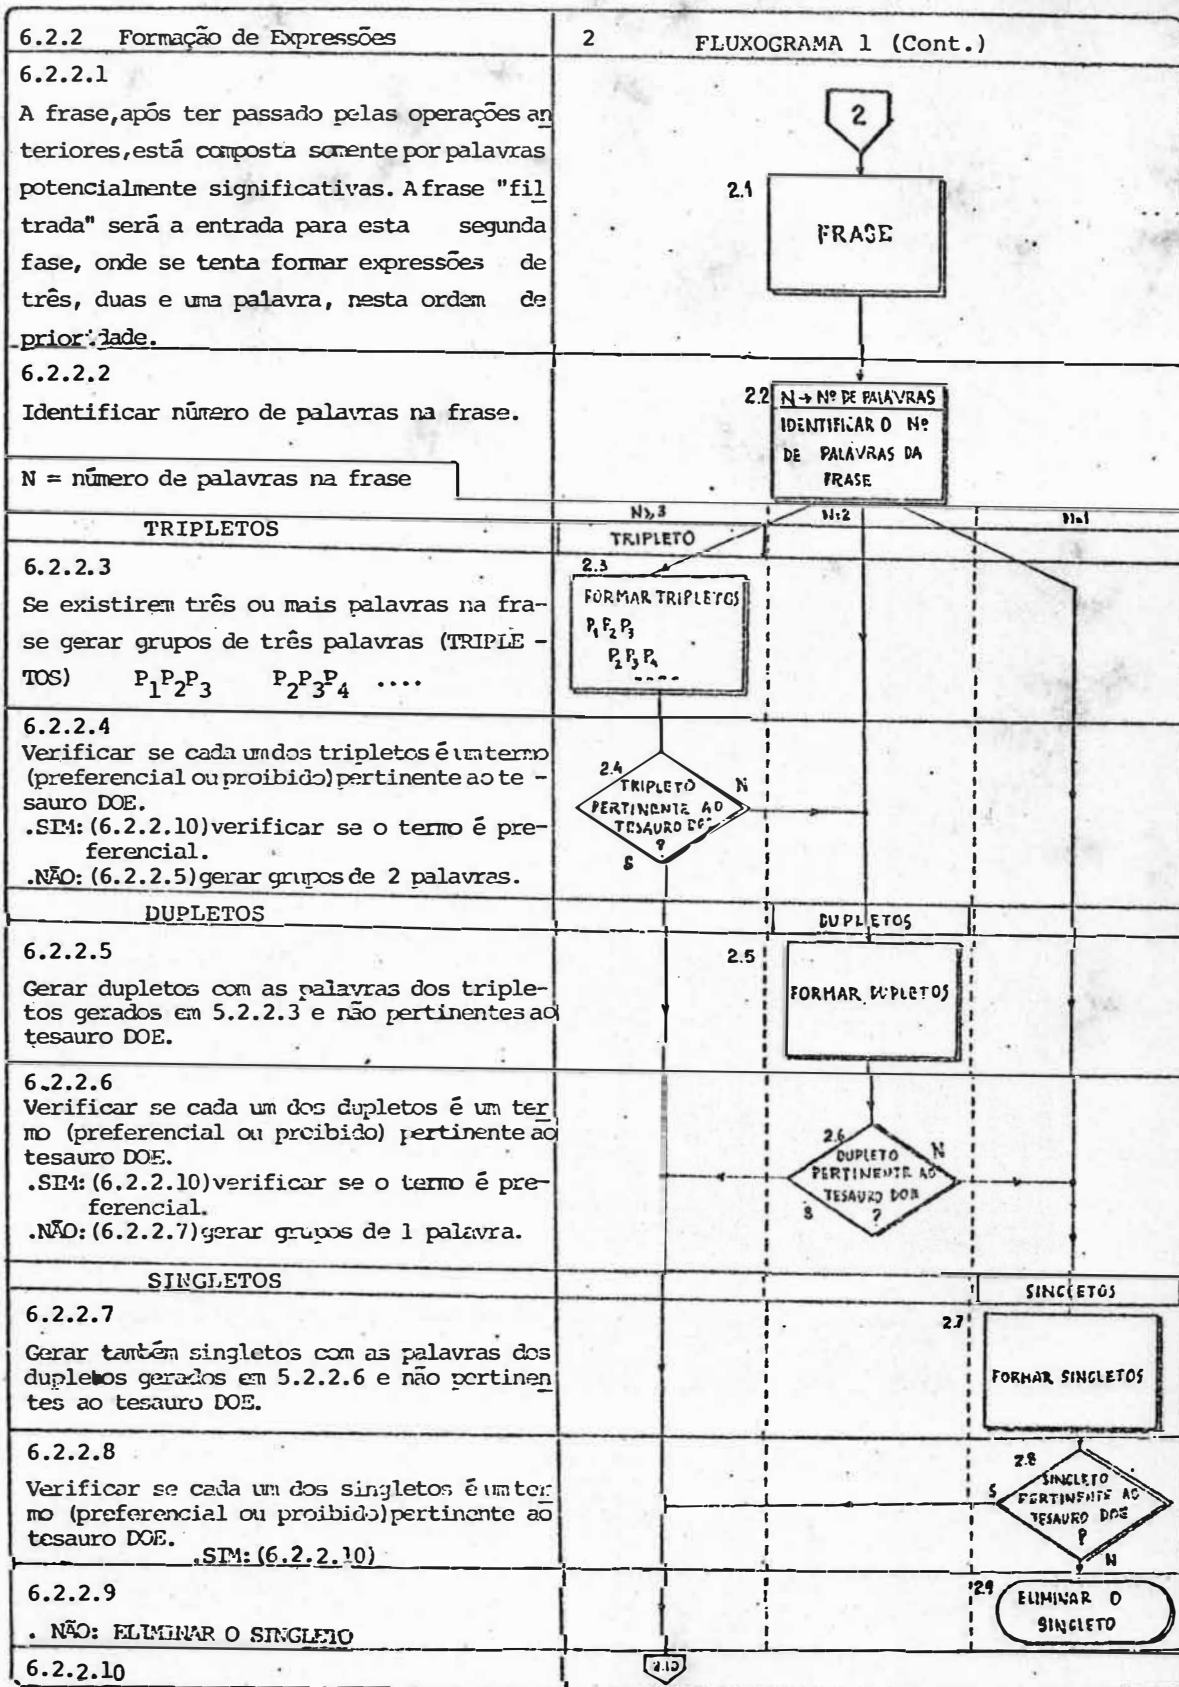 6.2.2 Formação de Expressões
2 FLUXOGRAMA 1 (Cont.)
6.2.2.1
A frase,após ter passado pelas operações an
teriores,está composta somente por palavras
potencialmente significativas. A frase "fil
trada" será a entrada para esta segunda
fase, onde se tenta formar expressões de
três, duas e uma palavra, nesta ordem de
prioridade.
2
2.1
FRASE
6.2.2.2
Identificar número de palavras na frase.
N = número de palavras na frase
2.2
N → Nº DE PALAVRAS
IDENTIFICAR O Nº
DE PALAVRAS DA
FRASE
N≥3
N=2
N=1
TRIPLETOS
TRIPLETO
6.2.2.3
Se existirem três ou mais palavras na fra-
se gerar grupos de três palavras (TRIPLE -
TOS) P1P2P3 P2P3P4 ....
2.3
FORMAR TRIPLETOS
P1P2P3
P2P3P4
----
6.2.2.4
Verificar se cada um dos tripletos é um termo
(preferencial ou proibido) pertinente ao te -
sauro DOE.
.SIM: (6.2.2.10) verificar se o termo é pre-
ferencial.
.NÃO: (6.2.2.5) gerar grupos de 2 palavras.
2.4
TRIPLETO
PERTINENTE AO
TESAURO DOE
?
N
S
DUPLETOS
DUPLETOS
6.2.2.5
Gerar dupletos com as palavras dos triple-
tos gerados em 5.2.2.3 e não pertinentes ao
tesauro DOE.
2.5
FORMAR DUPLETOS
6.2.2.6
Verificar se cada um dos dupletos é um ter
mo (preferencial ou proibido) pertinente ao
tesauro DOE.
.SIM: (6.2.2.10) verificar se o termo é pre-
ferencial.
.NÃO: (6.2.2.7) gerar grupos de 1 palavra.
2.6
DUPLETO
PERTINENTE AO
TESAURO DOE
?
N
S
SINGLETOS
SINGLETOS
6.2.2.7
Gerar também singletos com as palavras dos
dupletos gerados em 5.2.2.6 e não pertinen
tes ao tesauro DOE.
2.7
FORMAR SINGLETOS
6.2.2.8
Verificar se cada um dos singletos é um ter
mo (preferencial ou proibido) pertinente ao
tesauro DOE.
.SIM: (6.2.2.10)
2.8
SINGLETO
PERTINENTE AO
TESAURO DOE
?
S
N
6.2.2.9
. NÃO: ELIMINAR O SINGLETO
2.9
ELIMINAR O
SINGLETO
6.2.2.10
2.10